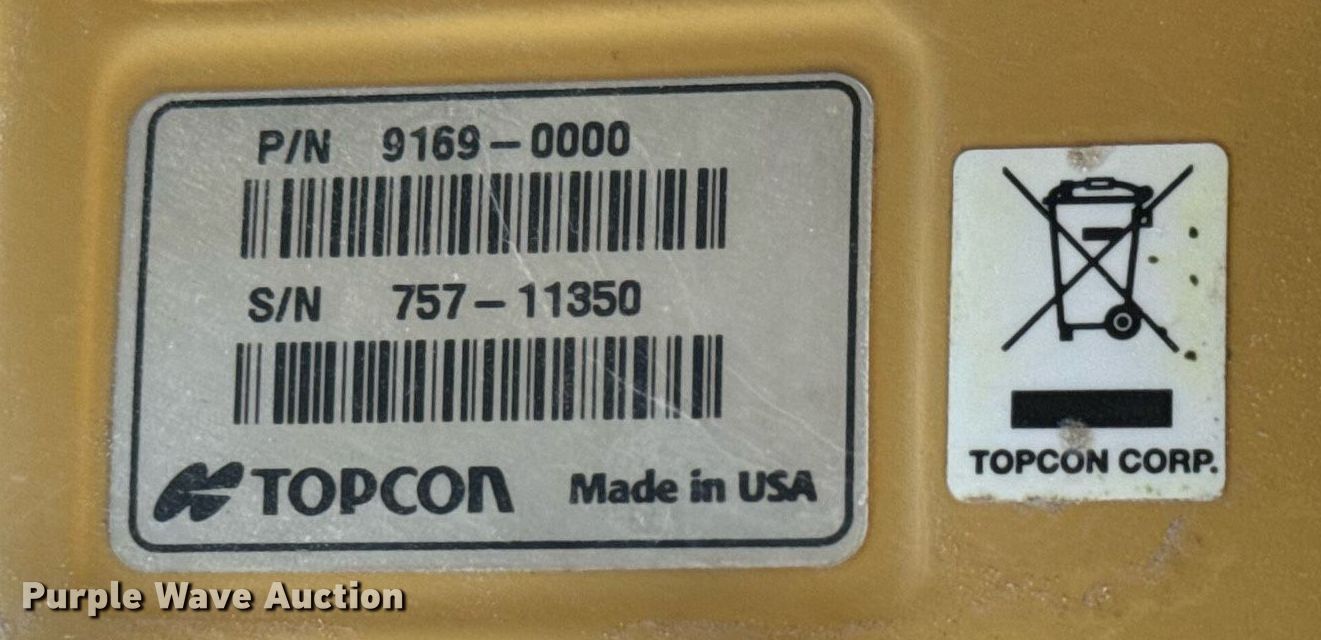 P/N 9169-0000
S/N 757-11350
TOPCON Made in USA
TOPCON CORP.
Purple Wave Auction